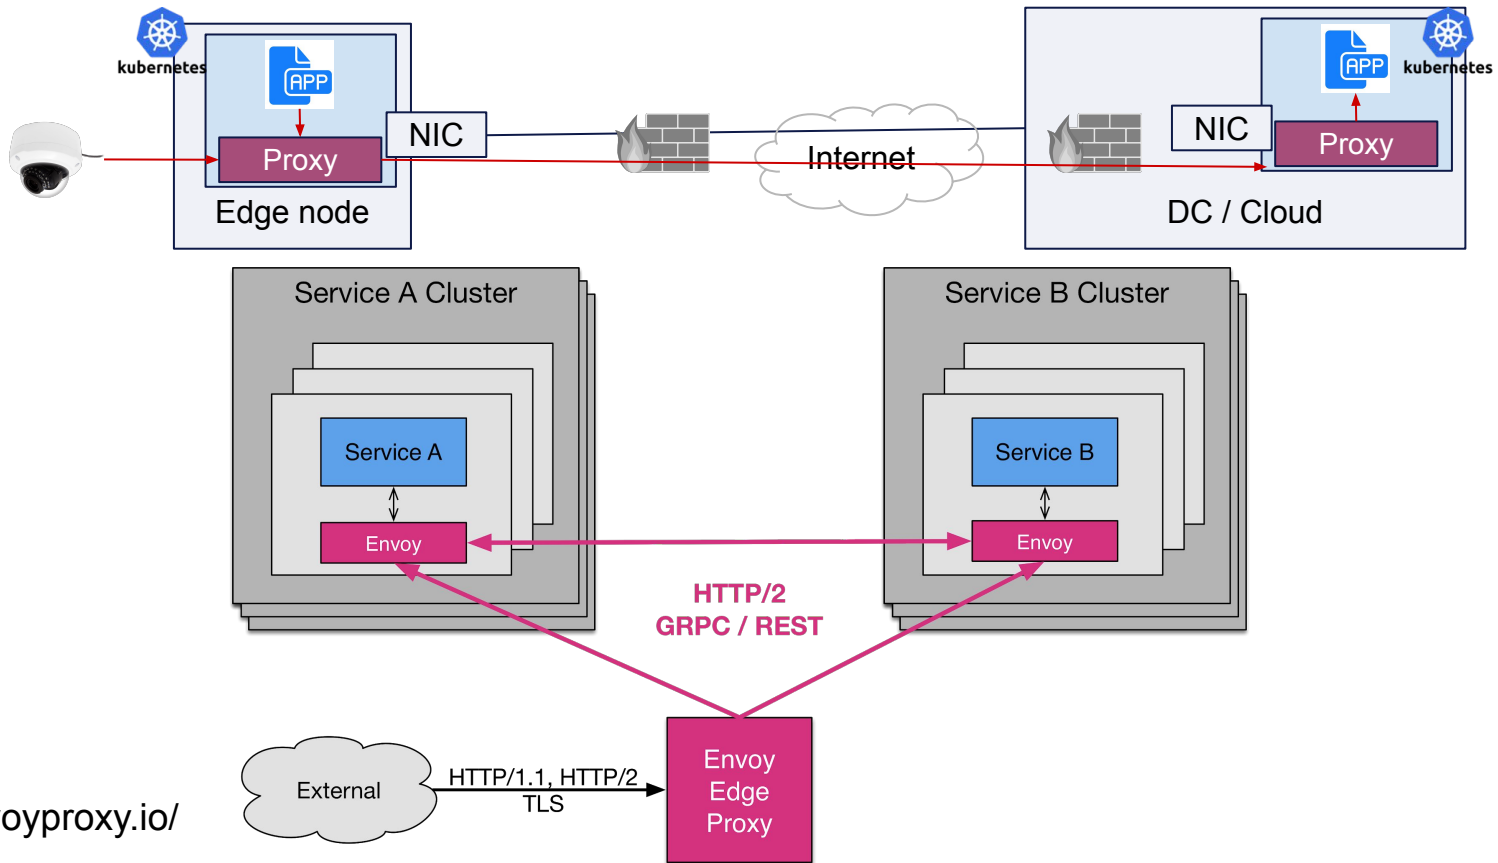 kubernetes
APP
NIC
Proxy
Edge node
Internet
kubernetes
APP
NIC
Proxy
DC / Cloud
Service A Cluster
Service B Cluster
Service A
Service B
Envoy
Envoy
HTTP/2
GRPC / REST
Envoy
Edge
Proxy
External
HTTP/1.1, HTTP/2
TLS
oyproxy.io/